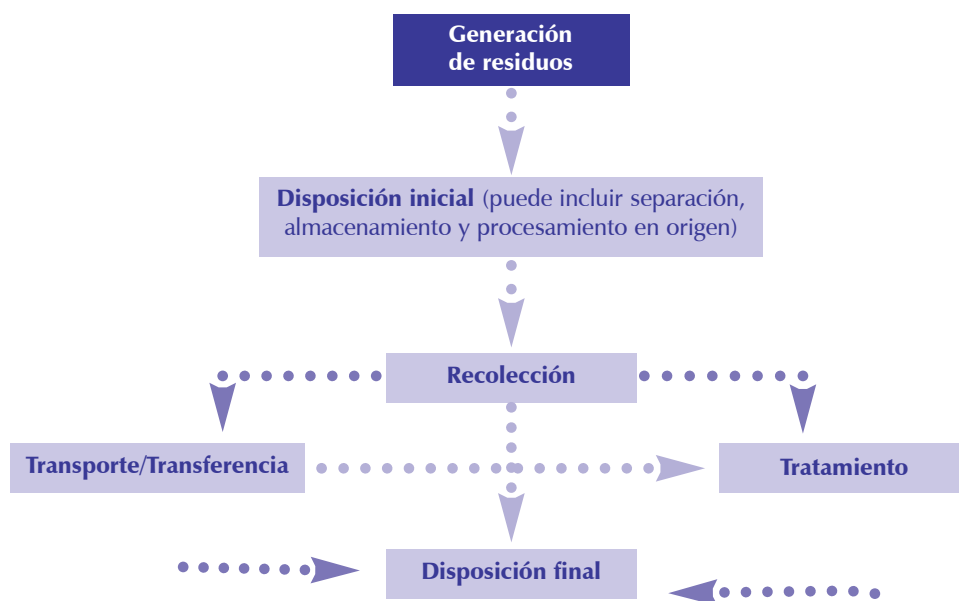 Generación
de residuos
Disposición inicial (puede incluir separación,
almacenamiento y procesamiento en origen)
Recolección
Transporte/Transferencia
Tratamiento
Disposición final